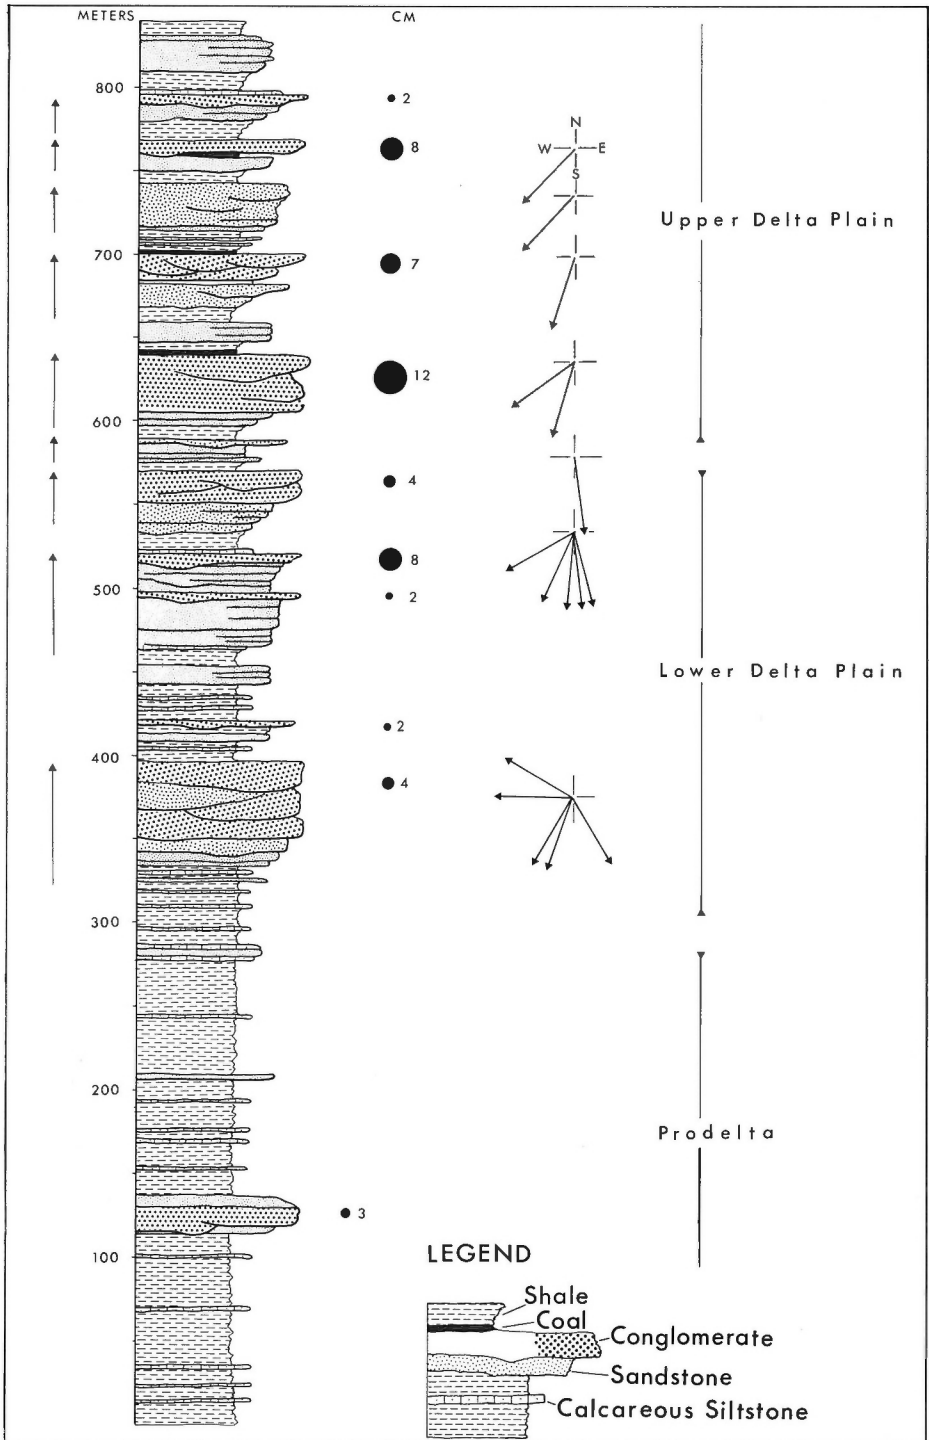 METERS
CM
800
2
8
N
W
E
S
Upper Delta Plain
700
7
12
600
4
8
500
2
Lower Delta Plain
2
400
4
300
200
Prodelta
3
100
LEGEND
Shale
Coal
Conglomerate
Sandstone
Calcareous Siltstone